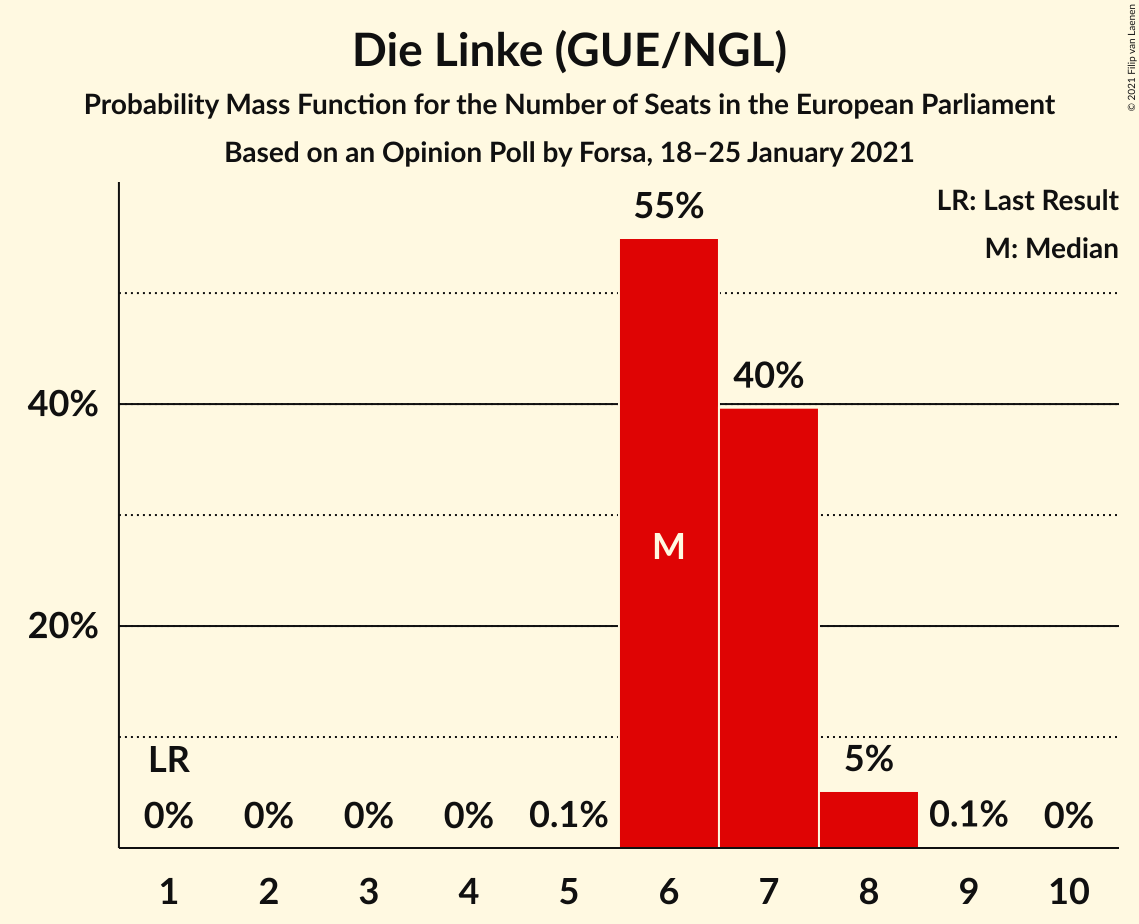 Die Linke (GUE/NGL)
Probability Mass Function for the Number of Seats in the European Parliament
Based on an Opinion Poll by Forsa, 18–25 January 2021
© 2021 Filip van Laenen
LR: Last Result
M: Median
55%
40%
40%
M
20%
LR
5%
0% 0% 0% 0% 0.1% 0.1% 0%
1 2 3 4 5 6 7 8 9 10